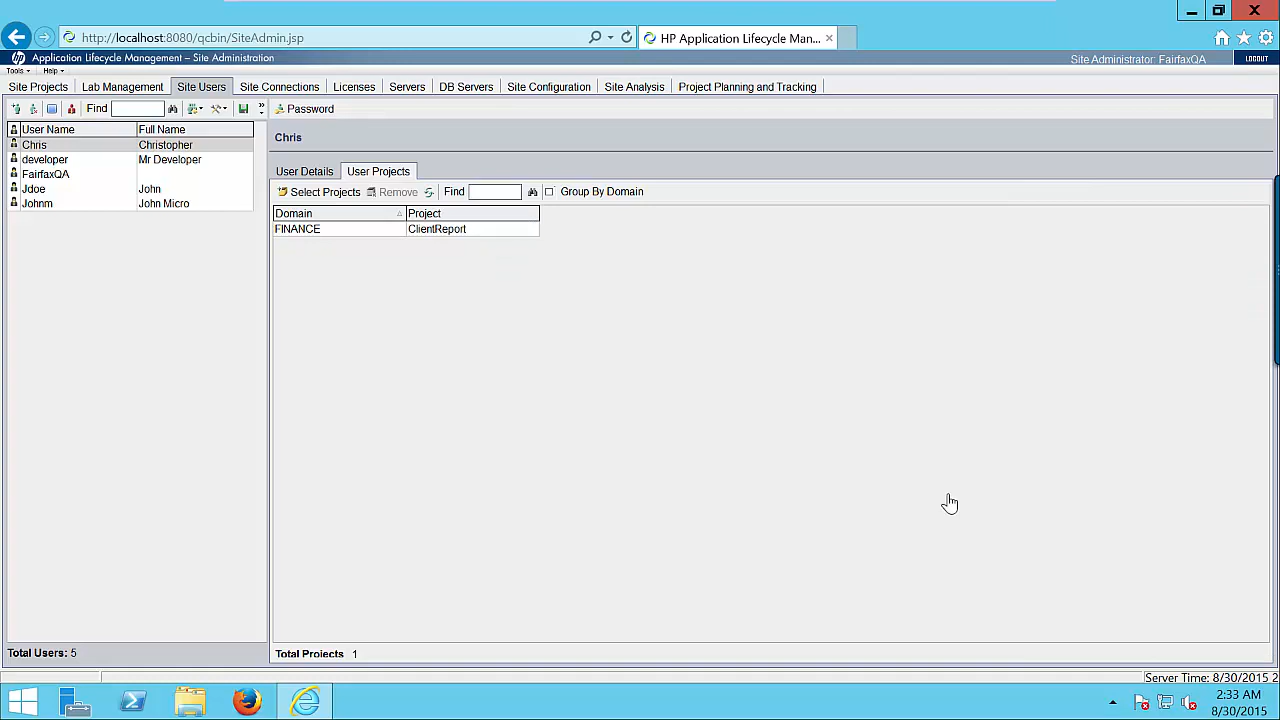 http://localhost:8080/qcbin/SiteAdmin.jsp
HP Application Lifecycle Man...
hp Application Lifecycle Management – Site Administration
Site Administrator: FairfaxQA
LOGOUT
Tools Help
Site Projects Lab Management Site Users Site Connections Licenses Servers DB Servers Site Configuration Site Analysis Project Planning and Tracking
Find
Password
User Name Full Name
Chris Christopher
developer Mr Developer
FairfaxQA
Jdoe John
Johnm John Micro
Total Users: 5
Chris
User Details User Projects
Select Projects Remove Find Group By Domain
Domain Project
FINANCE ClientReport
Total Projects 1
Server Time: 8/30/2015 2
2:33 AM
8/30/2015